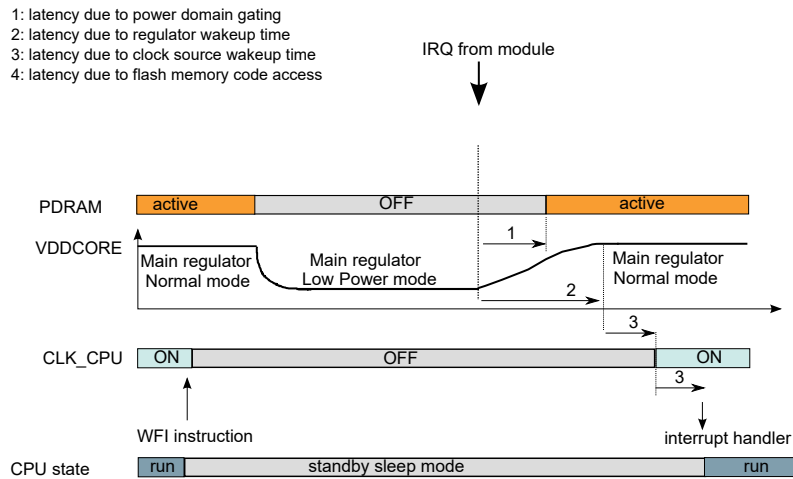 1: latency due to power domain gating
2: latency due to regulator wakeup time
3: latency due to clock source wakeup time
4: latency due to flash memory code access
IRQ from module
PDRAM
active
OFF
active
1
VDDCORE
Main regulator
Normal mode
Main regulator
Low Power mode
Main regulator
Normal mode
2
3
CLK_CPU
ON
OFF
ON
3
WFI instruction
interrupt handler
CPU state
run
standby sleep mode
run